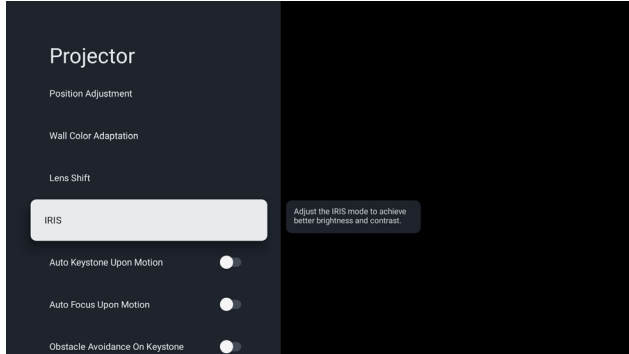 Projector
Position Adjustment
Wall Color Adaptation
Lens Shift
IRIS
Adjust the IRIS mode to achieve
better brightness and contrast.
Auto Keystone Upon Motion
Auto Focus Upon Motion
Obstacle Avoidance On Keystone